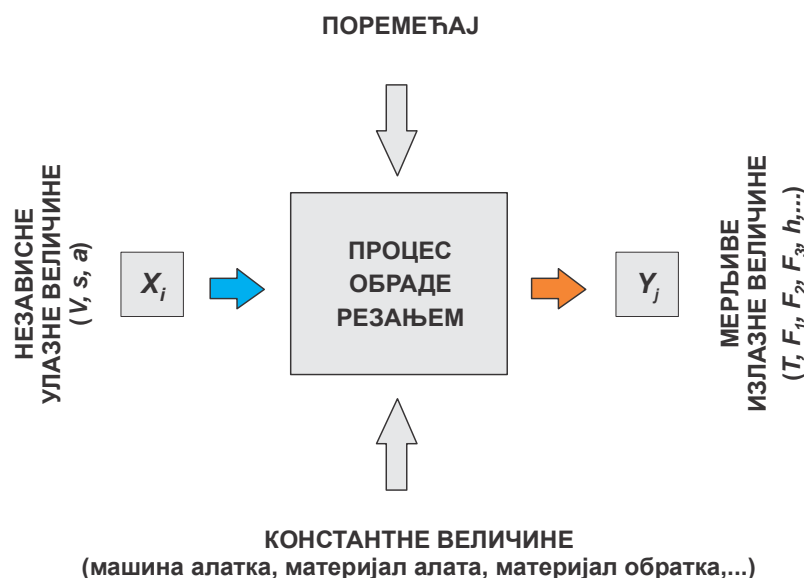 ПОРЕМЕЋАЈ
НЕЗАВИСНЕ
УЛАЗНЕ ВЕЛИЧИНЕ
(V, s, a)
Xi
ПРОЦЕС
ОБРАДЕ
РЕЗАЊЕМ
Yj
МЕРЉИВЕ
ИЗЛАЗНЕ ВЕЛИЧИНЕ
(T, F1, F2, F3, h,...)
КОНСТАНТНЕ ВЕЛИЧИНЕ
(машина алатка, материјал алата, материјал обратка,...)